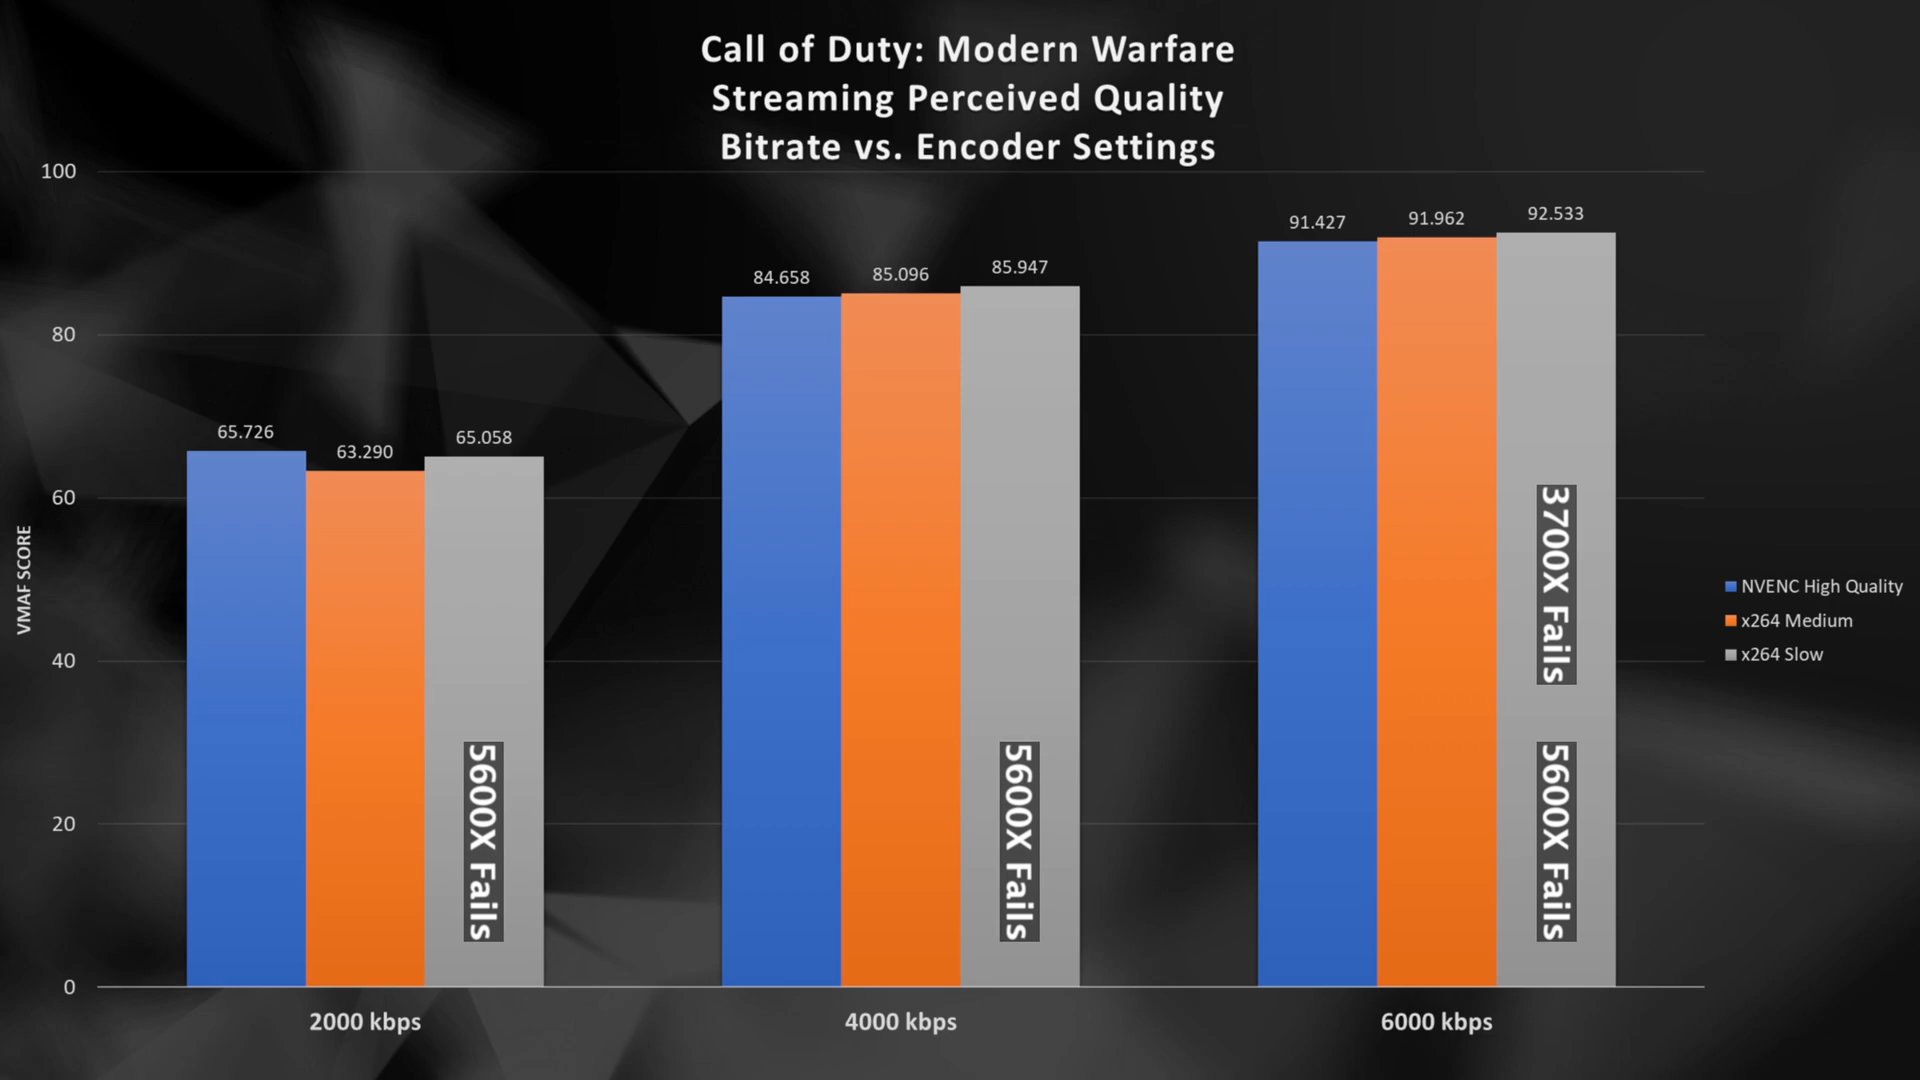 Call of Duty: Modern Warfare
Streaming Perceived Quality
Bitrate vs. Encoder Settings
100
80
60
40
20
0
VMAF SCORE
65.726
63.290
65.058
5600X Fails
84.658
85.096
85.947
5600X Fails
91.427
91.962
92.533
3700X Fails
5600X Fails
2000 kbps
4000 kbps
6000 kbps
NVENC High Quality
x264 Medium
x264 Slow